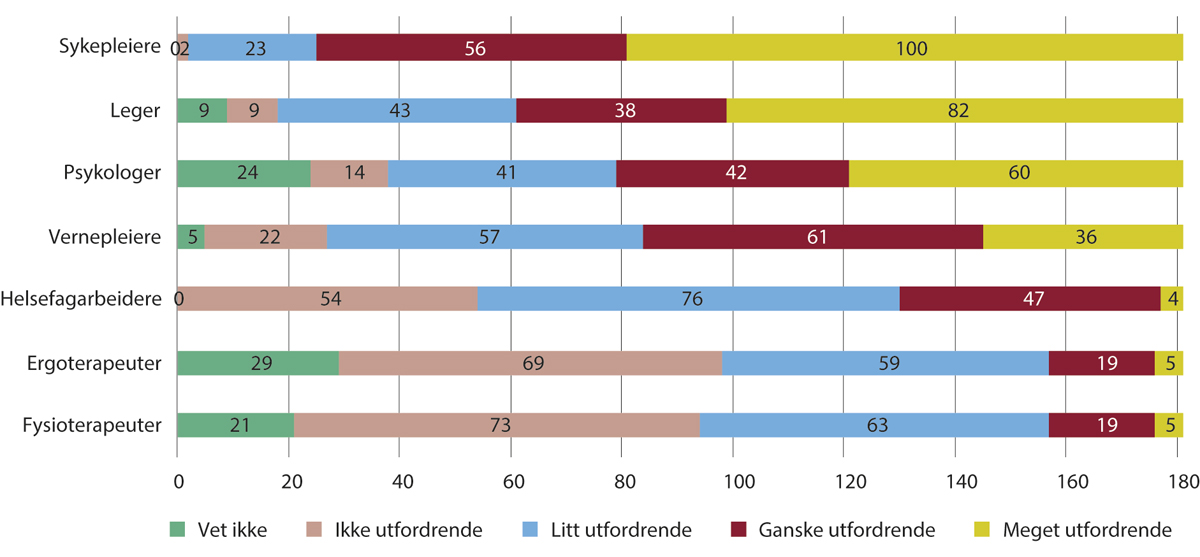 Sykepleiere 0 2 23 56 100
Leger 9 9 43 38 82
Psykologer 24 14 41 42 60
Vernepleiere 5 22 57 61 36
Helsefagarbeidere 0 54 76 47 4
Ergoterapeuter 29 69 59 19 5
Fysioterapeuter 21 73 63 19 5
0 20 40 60 80 100 120 140 160 180
Vet ikke Ikke utfordrende Litt utfordrende Ganske utfordrende Meget utfordrende